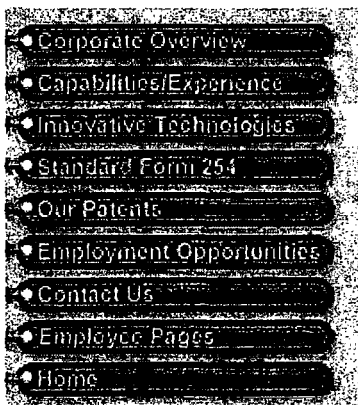 Corporate Overview
Capabilities/Experience
Innovative Technologies
Standard Form 254
Our Patents
Employment Opportunities
Contact Us
Employee Pages
Home